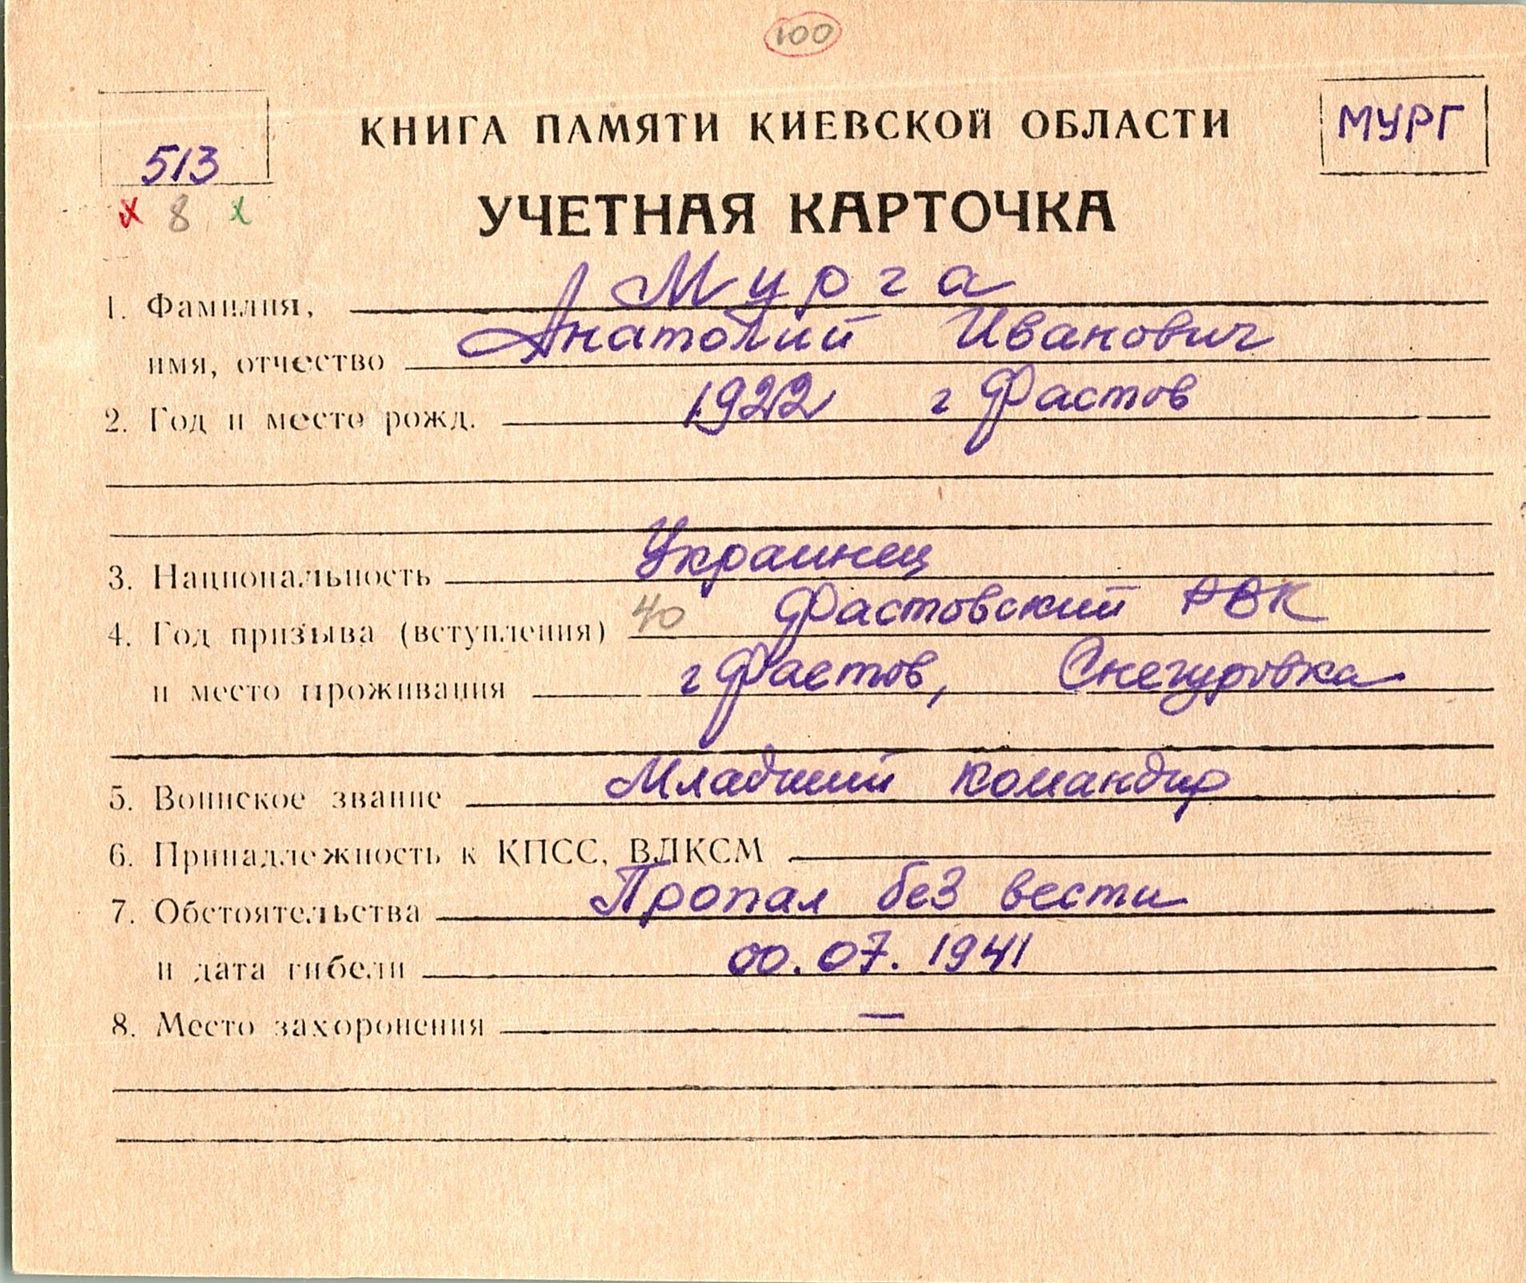 100
513
КНИГА ПАМЯТИ КИЕВСКОЙ ОБЛАСТИ
МУРГ
х 8 х
УЧЕТНАЯ КАРТОЧКА
1. Фамилия, Мурга
имя, отчество Анатолий Иванович
2. Год и место рожд. 1922 г Фастов
3. Национальность Украинец
4. Год призыва (вступления) 40 Фастовский РВК
и место проживания г Фастов, Снегуровка
5. Воинское звание Младший командир
6. Принадлежность к КПСС, ВЛКСМ
7. Обстоятельства Пропал без вести
и дата гибели 00.07.1941
8. Место захоронения —